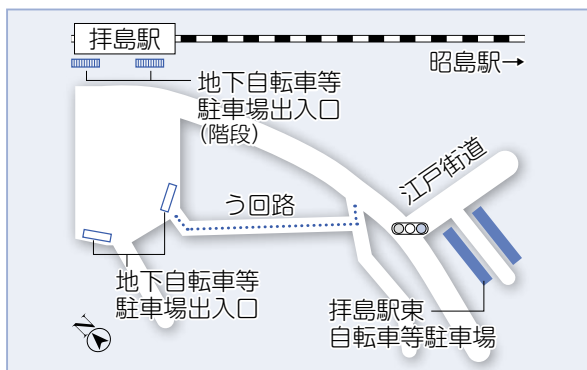 拝島駅
昭島駅→
地下自転車等
駐車場出入口
(階段)
江戸街道
う回路
地下自転車等
駐車場出入口
拝島駅東
自転車等駐車場
N